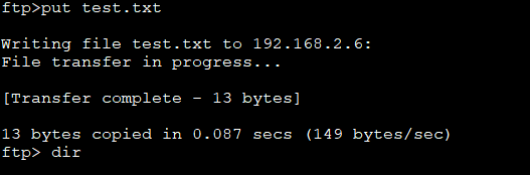 ftp>put test.txt
Writing file test.txt to 192.168.2.6:
File transfer in progress...
[Transfer complete - 13 bytes]
13 bytes copied in 0.087 secs (149 bytes/sec)
ftp> dir